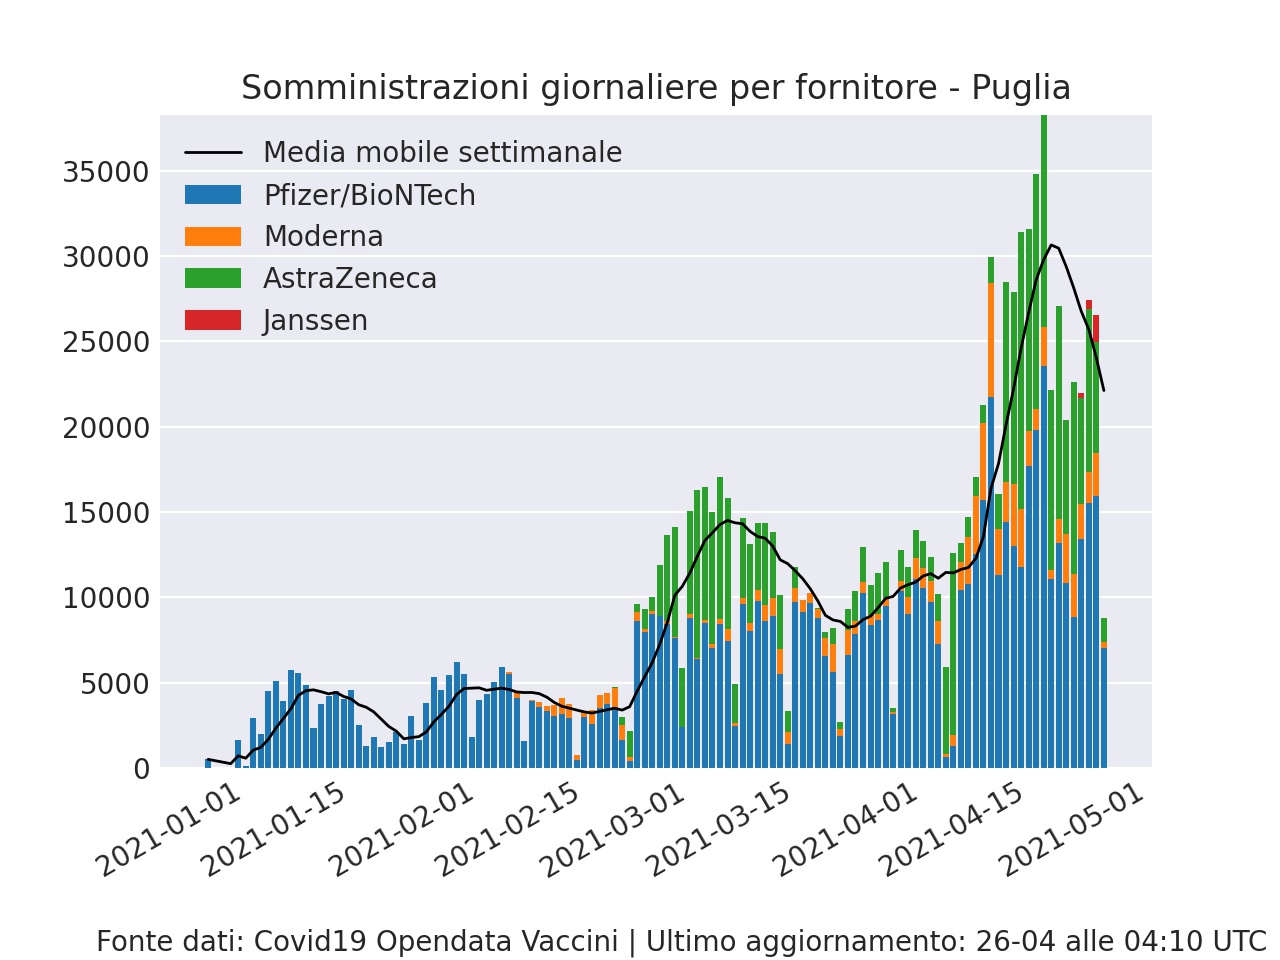 Somministrazioni giornaliere per fornitore - Puglia
Media mobile settimanale
Pfizer/BioNTech
Moderna
AstraZeneca
Janssen
35000
30000
25000
20000
15000
10000
5000
0
2021-01-01
2021-01-15
2021-02-01
2021-02-15
2021-03-01
2021-03-15
2021-04-01
2021-04-15
2021-05-01
Fonte dati: Covid19 Opendata Vaccini | Ultimo aggiornamento: 26-04 alle 04:10 UTC